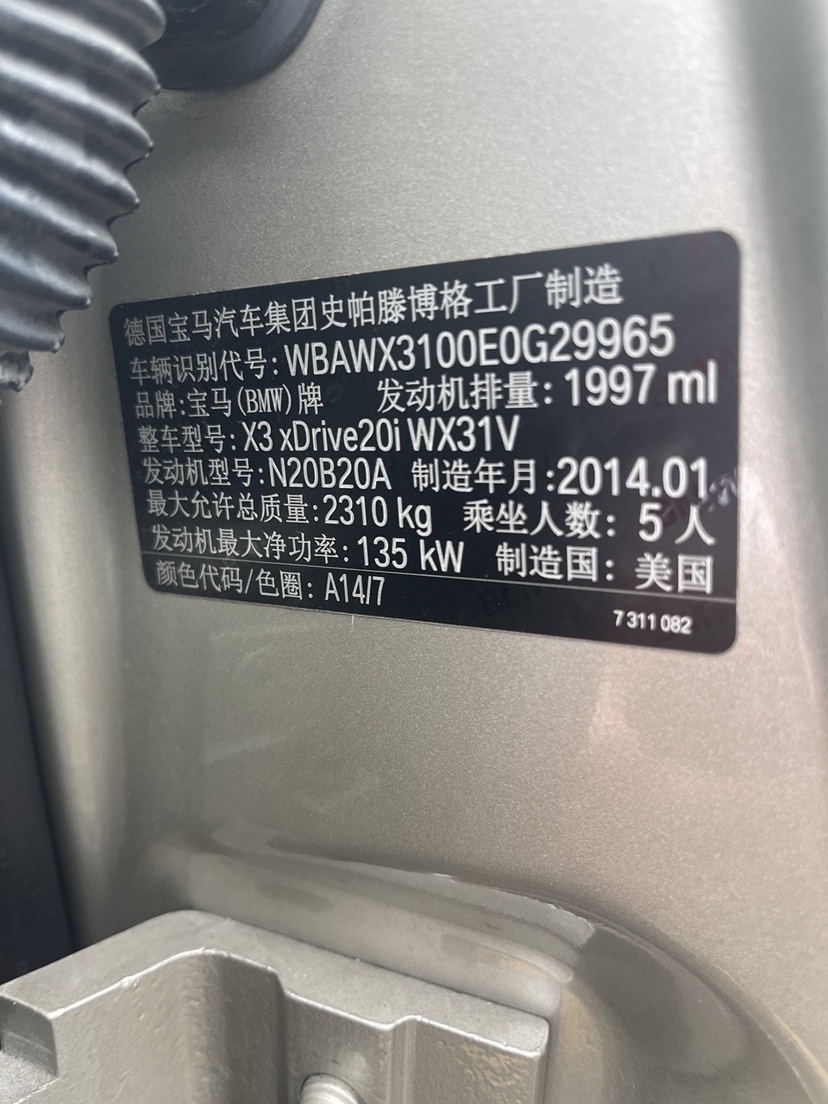 德国宝马汽车集团史帕滕博格工厂制造
车辆识别代号: WBAWX3100E0G29965
品牌:宝马(BMW)牌 发动机排量: 1997 ml
整车型号: X3 xDrive20i WX31V
发动机型号: N20B20A 制造年月:2014.01
最大允许总质量:2310 kg 乘坐人数: 5 人
发动机最大净功率: 135 kW 制造国: 美国
颜色代码/色圈: A14/7
7 311 082